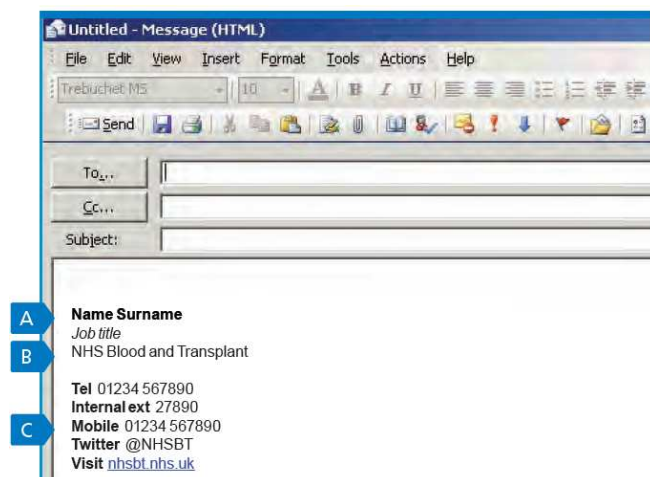 Untitled - Message (HTML)
File Edit View Insert Format Tools Actions Help
Trebuchet MS 10 A B I U
Send
To...
Cc...
Subject:
A
Name Surname
Job title
B
NHS Blood and Transplant
Tel 01234 567890
Internal ext 27890
C
Mobile 01234 567890
Twitter @NHSBT
Visit nhsbt.nhs.uk